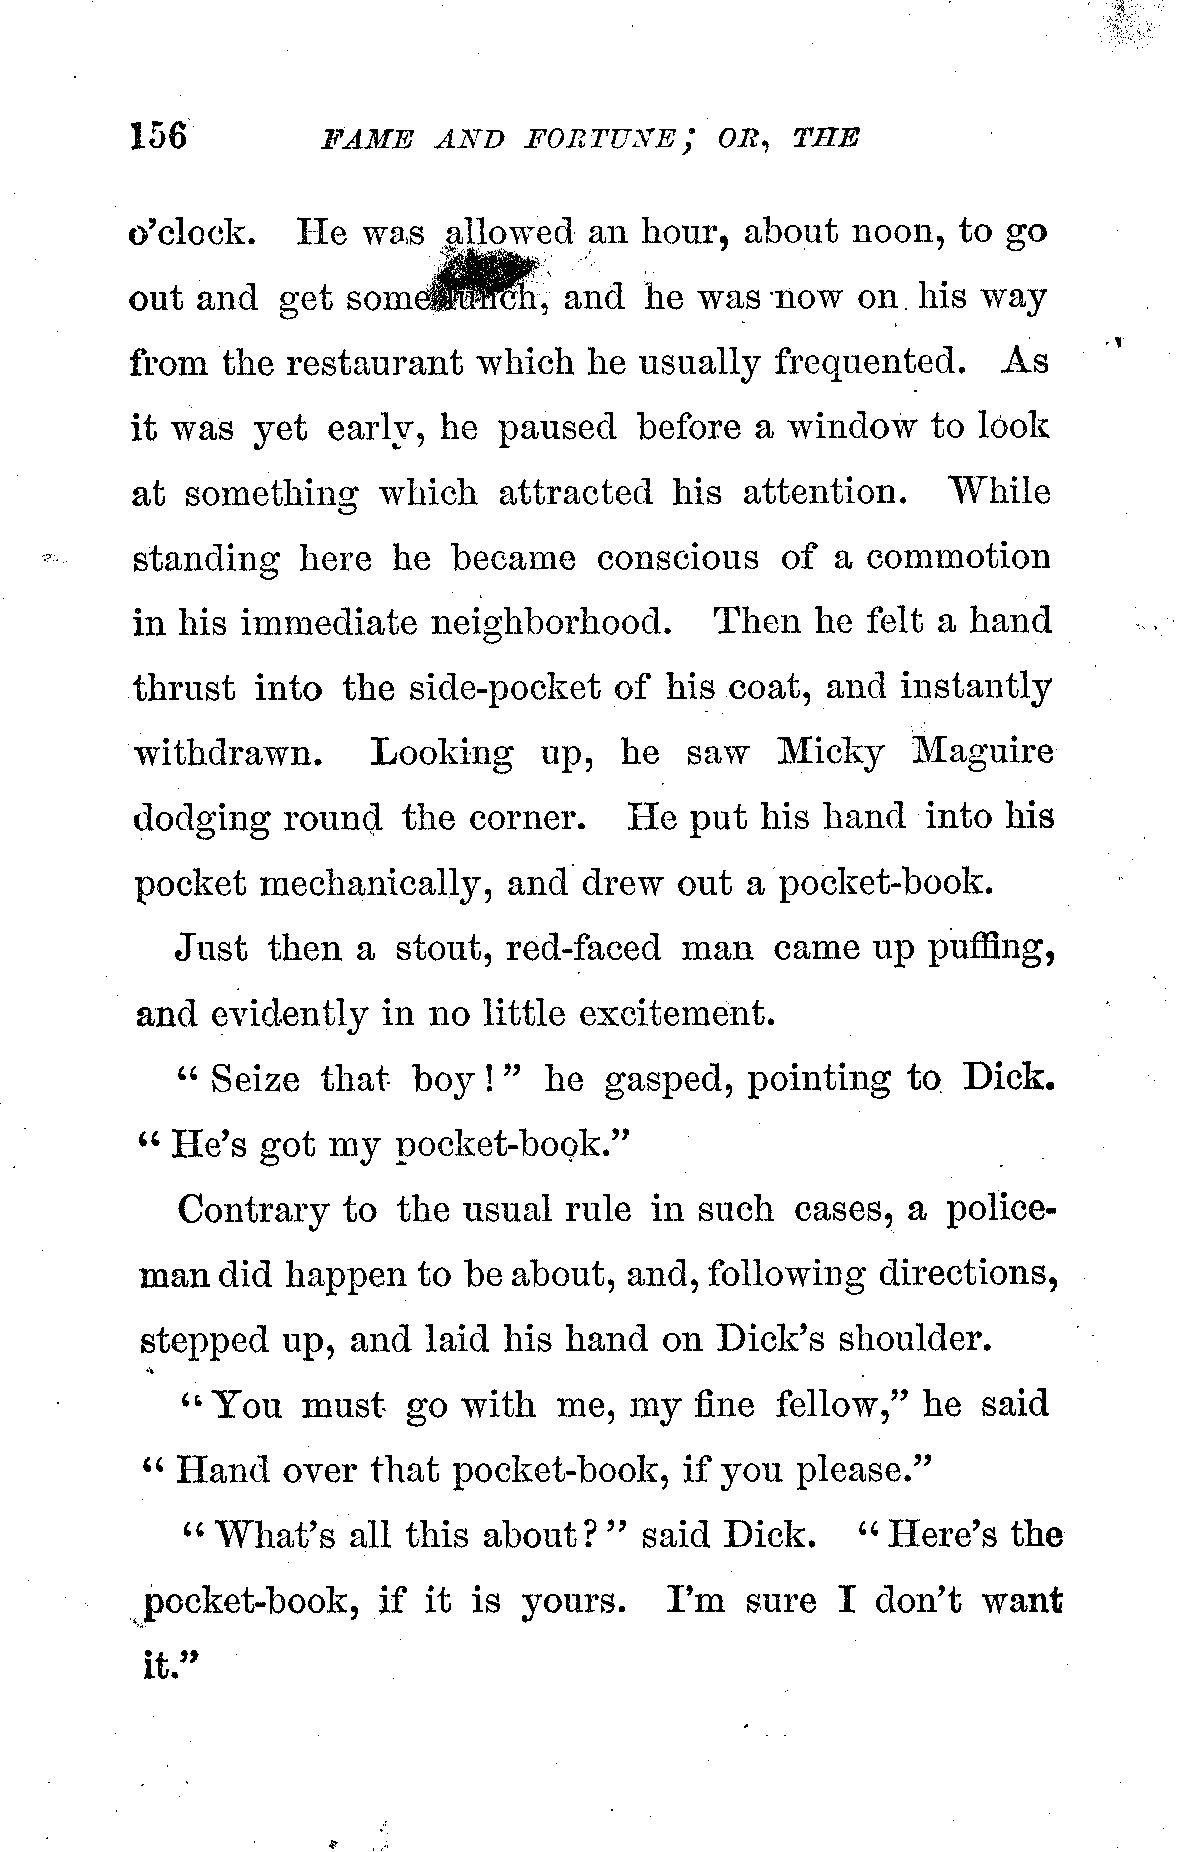 156 FAME AND FORTUNE; OR, THE
o'clock. He was allowed an hour, about noon, to go
out and get some lunch, and he was now on his way
from the restaurant which he usually frequented. As
it was yet early, he paused before a window to look
at something which attracted his attention. While
standing here he became conscious of a commotion
in his immediate neighborhood. Then he felt a hand
thrust into the side-pocket of his coat, and instantly
withdrawn. Looking up, he saw Micky Maguire
dodging round the corner. He put his hand into his
pocket mechanically, and drew out a pocket-book.
Just then a stout, red-faced man came up puffing,
and evidently in no little excitement.
"Seize that boy!" he gasped, pointing to Dick.
"He's got my pocket-book."
Contrary to the usual rule in such cases, a police-
man did happen to be about, and, following directions,
stepped up, and laid his hand on Dick's shoulder.
"You must go with me, my fine fellow," he said
"Hand over that pocket-book, if you please."
"What's all this about?" said Dick. "Here's the
pocket-book, if it is yours. I'm sure I don't want
it."